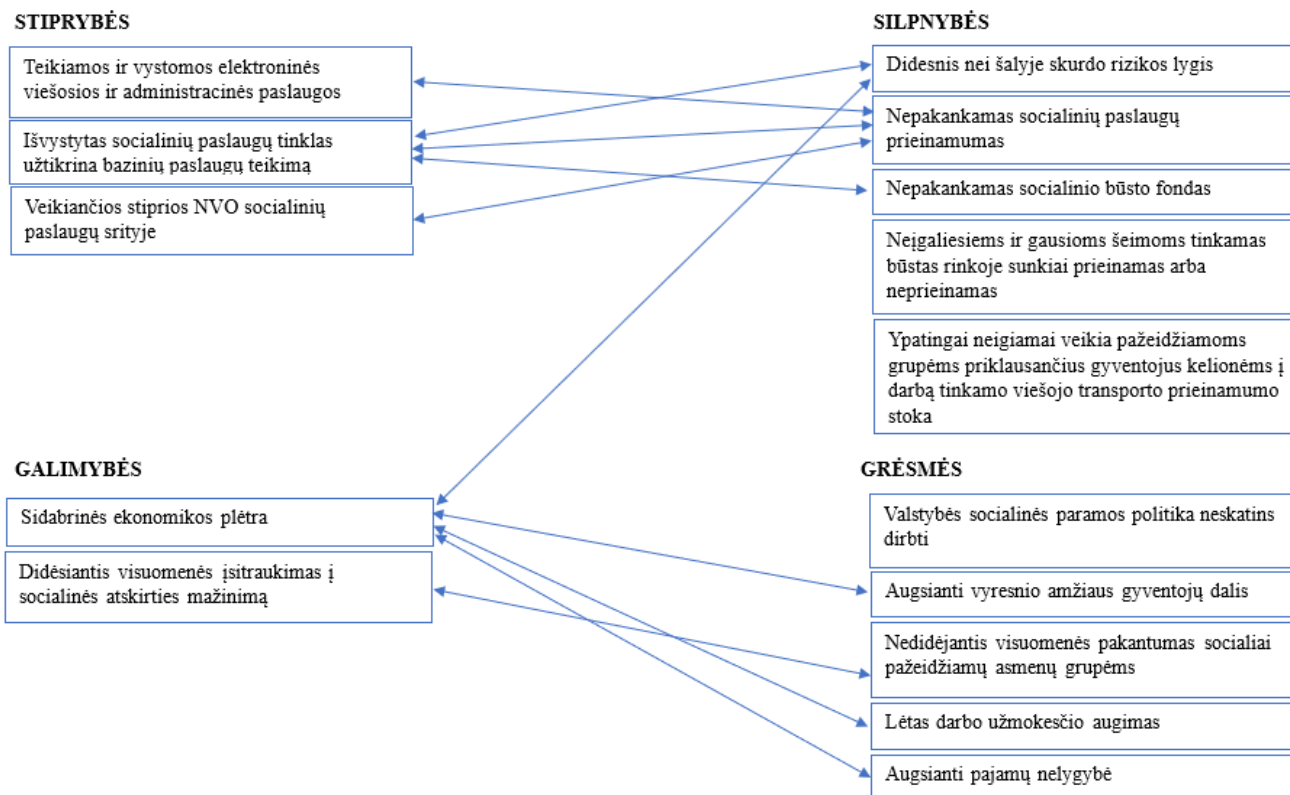 STIPRYBĖS
Teikiamos ir vystomos elektroninės
viešosios ir administracinės paslaugos
Išvystytas socialinių paslaugų tinklas
užtikrina bazinių paslaugų teikimą
Veikiančios stiprios NVO socialinių
paslaugų srityje
SILPNYBĖS
Didesnis nei šalyje skurdo rizikos lygis
Nepakankamas socialinių paslaugų
prieinamumas
Nepakankamas socialinio būsto fondas
Neįgaliesiems ir gausioms šeimoms tinkamas
būstas rinkoje sunkiai prieinamas arba
neprieinamas
Ypatingai neigiamai veikia pažeidžiamoms
grupėms priklausančius gyventojus kelionėms į
darbą tinkamo viešojo transporto prieinamumo
stoka
GALIMYBĖS
Sidabrinės ekonomikos plėtra
Didėsiantis visuomenės įsitraukimas į
socialinės atskirties mažinimą
GRĖSMĖS
Valstybės socialinės paramos politika neskatins
dirbti
Augsianti vyresnio amžiaus gyventojų dalis
Nedidėjantis visuomenės pakantumas socialiai
pažeidžiamų asmenų grupėms
Lėtas darbo užmokesčio augimas
Augsianti pajamų nelygybė